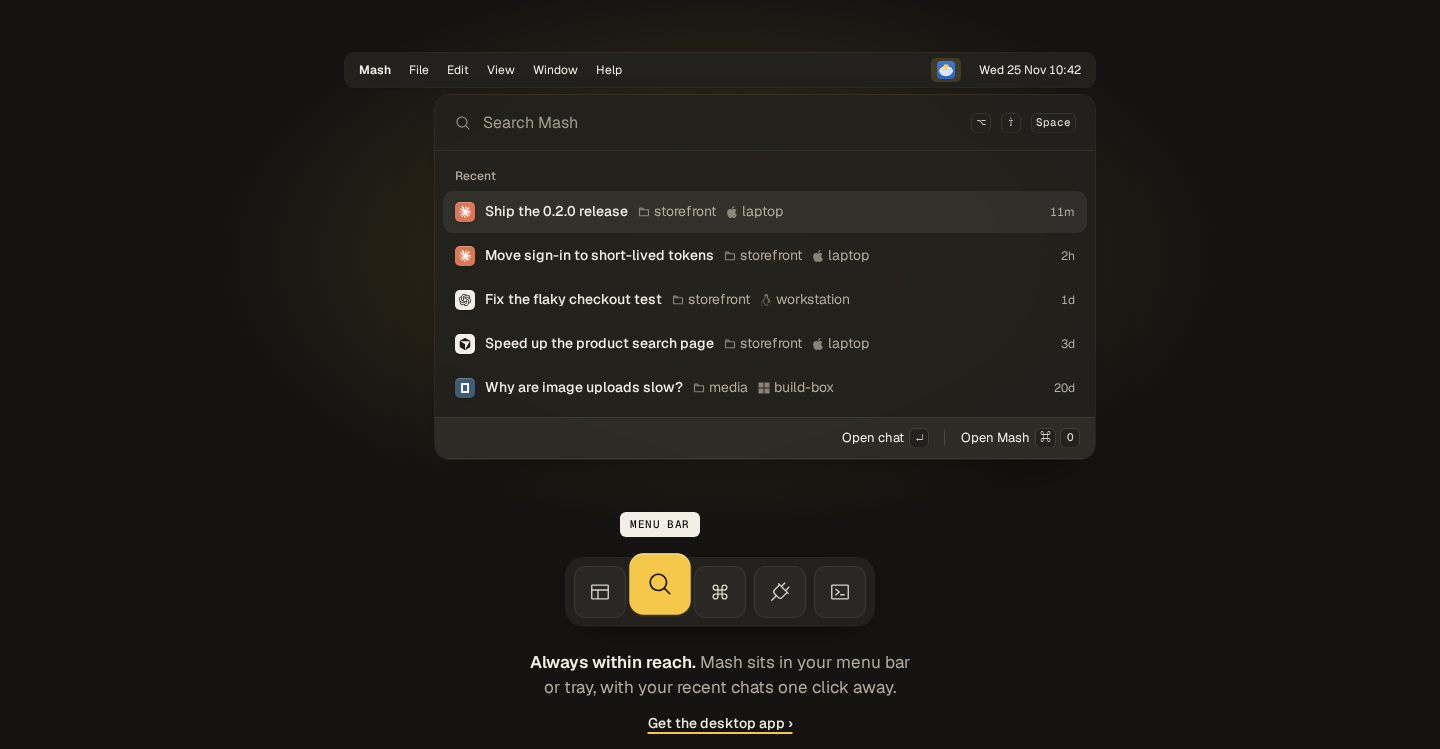 Mash File Edit View Window Help Wed 25 Nov 10:42
Search Mash ⌥ ⇧ Space
Recent
Ship the 0.2.0 release storefront laptop 11m
Move sign-in to short-lived tokens storefront laptop 2h
Fix the flaky checkout test storefront workstation 1d
Speed up the product search page storefront laptop 3d
Why are image uploads slow? media build-box 20d
Open chat ↵ Open Mash ⌘ 0
MENU BAR
Always within reach. Mash sits in your menu bar
or tray, with your recent chats one click away.
Get the desktop app ›